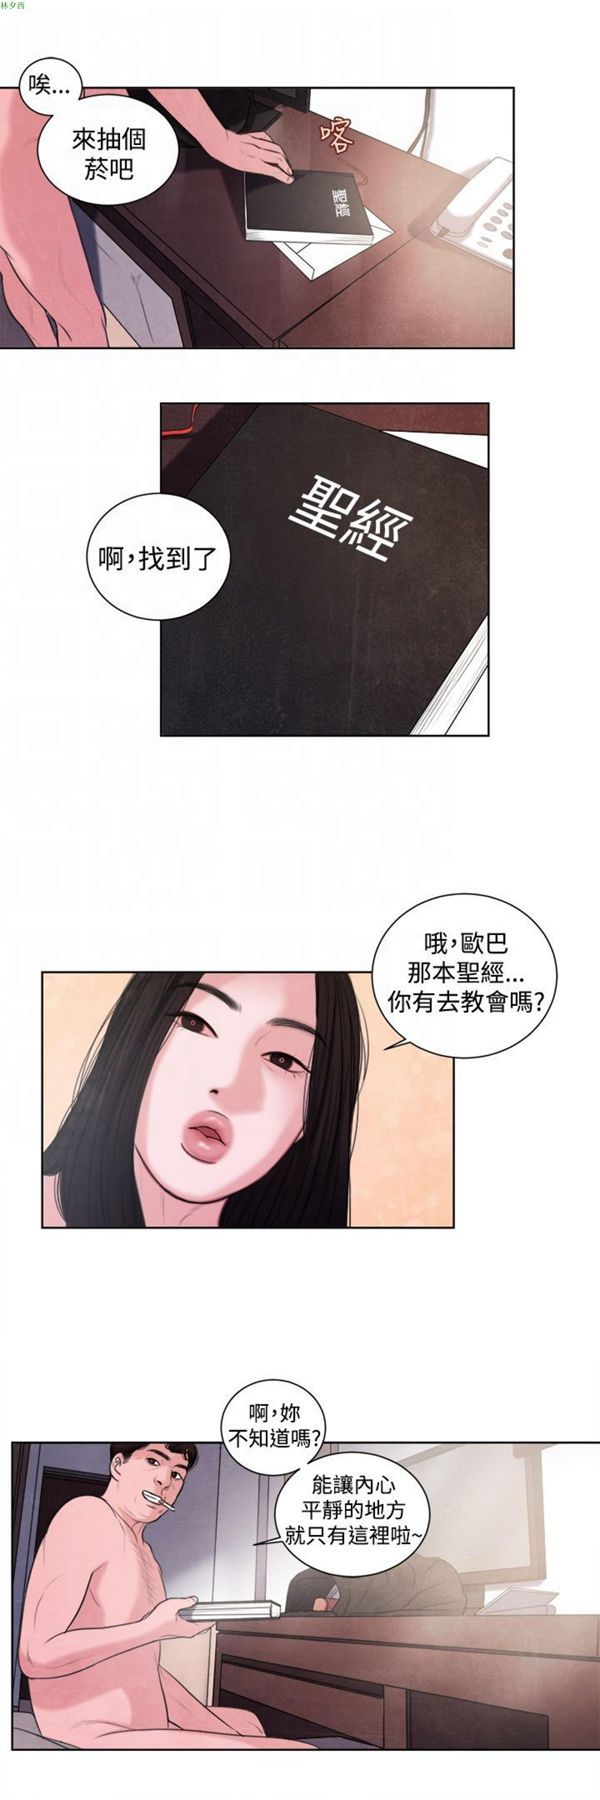 林夕西
唉...
來抽個
菸吧
喀
聖經
聖經
啊，找到了
哦，歐巴
那本聖經...
你有去教會嗎?
啊，妳
不知道嗎?
能讓內心
平靜的地方
就只有這裡啦~